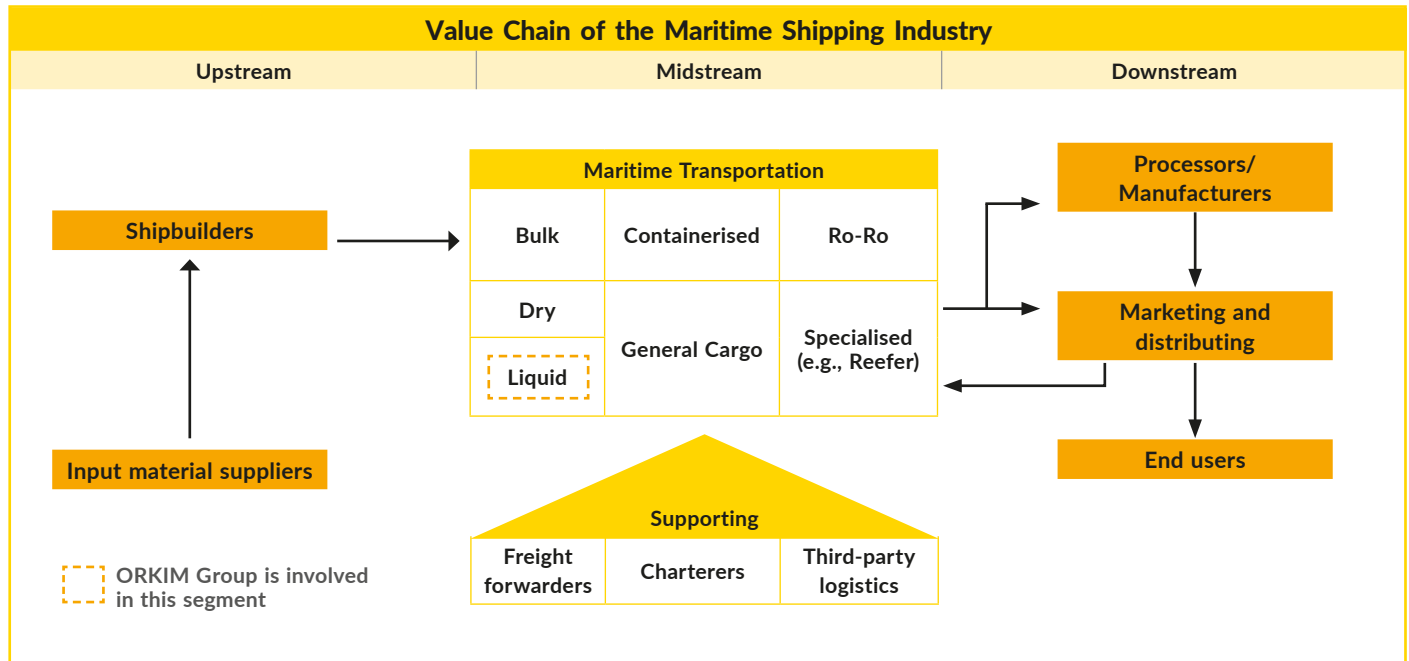 Value Chain of the Maritime Shipping Industry
Upstream
Midstream
Downstream
Shipbuilders
Input material suppliers
Maritime Transportation
Bulk
Containerised
Ro-Ro
Dry
Liquid
General Cargo
Specialised
(e.g., Reefer)
Supporting
Freight
forwarders
Charterers
Third-party
logistics
Processors/
Manufacturers
Marketing and
distributing
End users
ORKIM Group is involved
in this segment